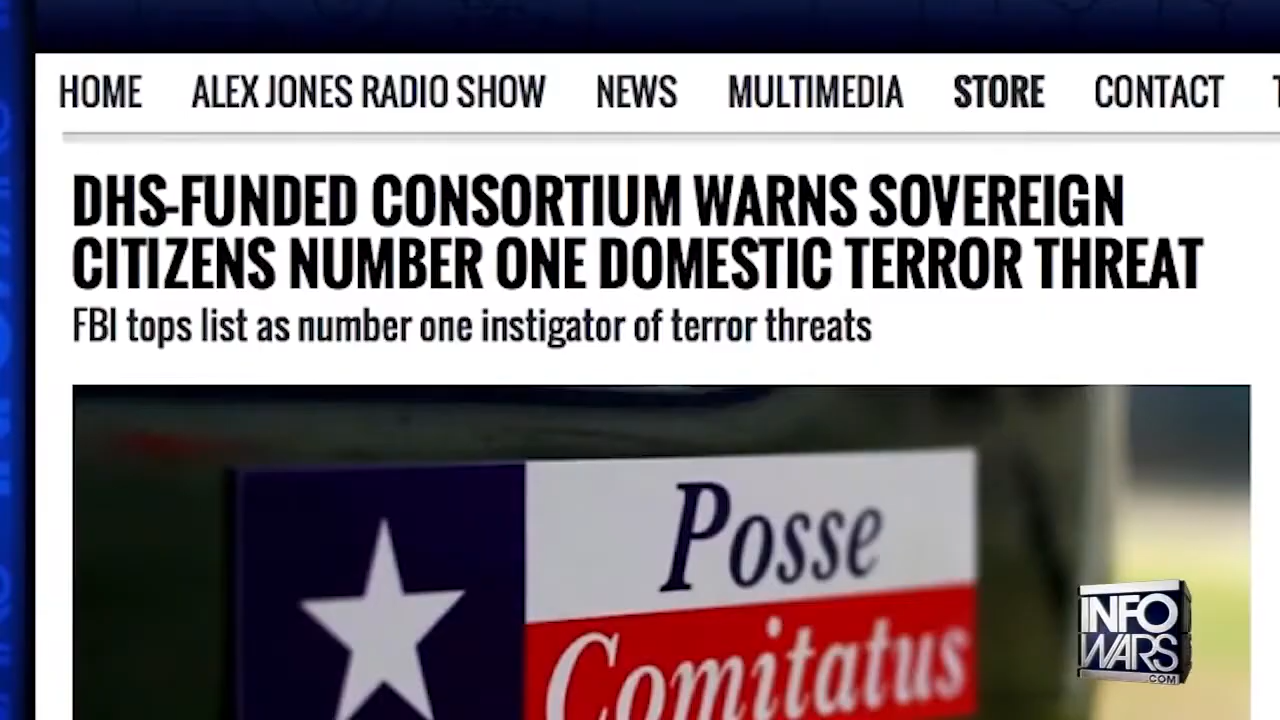 HOME ALEX JONES RADIO SHOW NEWS MULTIMEDIA STORE CONTACT
DHS-FUNDED CONSORTIUM WARNS SOVEREIGN
CITIZENS NUMBER ONE DOMESTIC TERROR THREAT
FBI tops list as number one instigator of terror threats
Posse
Comitatus
INFO
WARS
.COM